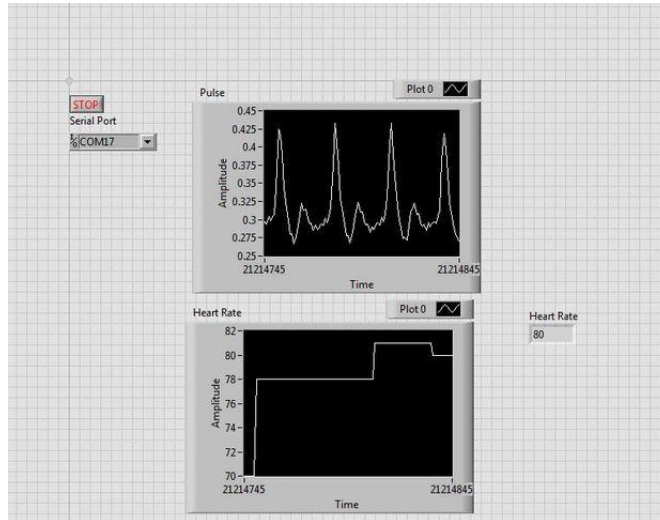 STOP
Serial Port
COM17
Pulse
Plot 0
0.45
0.425
0.4
0.375
0.35
0.325
0.3
0.275
0.25
Amplitude
21214745
21214845
Time
Heart Rate
Plot 0
82
80
78
76
74
72
70
Amplitude
21214745
21214845
Time
Heart Rate
80